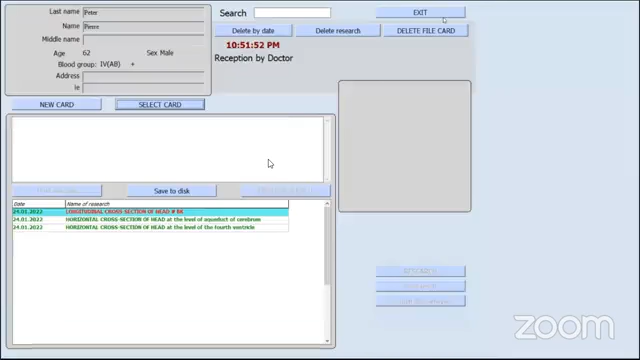 Last name Peter
Name Pierre
Middle name
Age 62 Sex Male
Blood group: IV(AB) +
Address
Search
EXIT
Delete by date
Delete research
DELETE FILE CARD
10:51:52 PM
Reception by Doctor
NEW CARD
SELECT CARD
Save to disk
Date Name of research
24.01.2022 LONGITUDINAL CROSS-SECTION OF HEAD # BK
24.01.2022 HORIZONTAL CROSS-SECTION OF HEAD at the level of aqueduct of cerebrum
24.01.2022 HORIZONTAL CROSS-SECTION OF HEAD at the level of the fourth ventricle
zoom